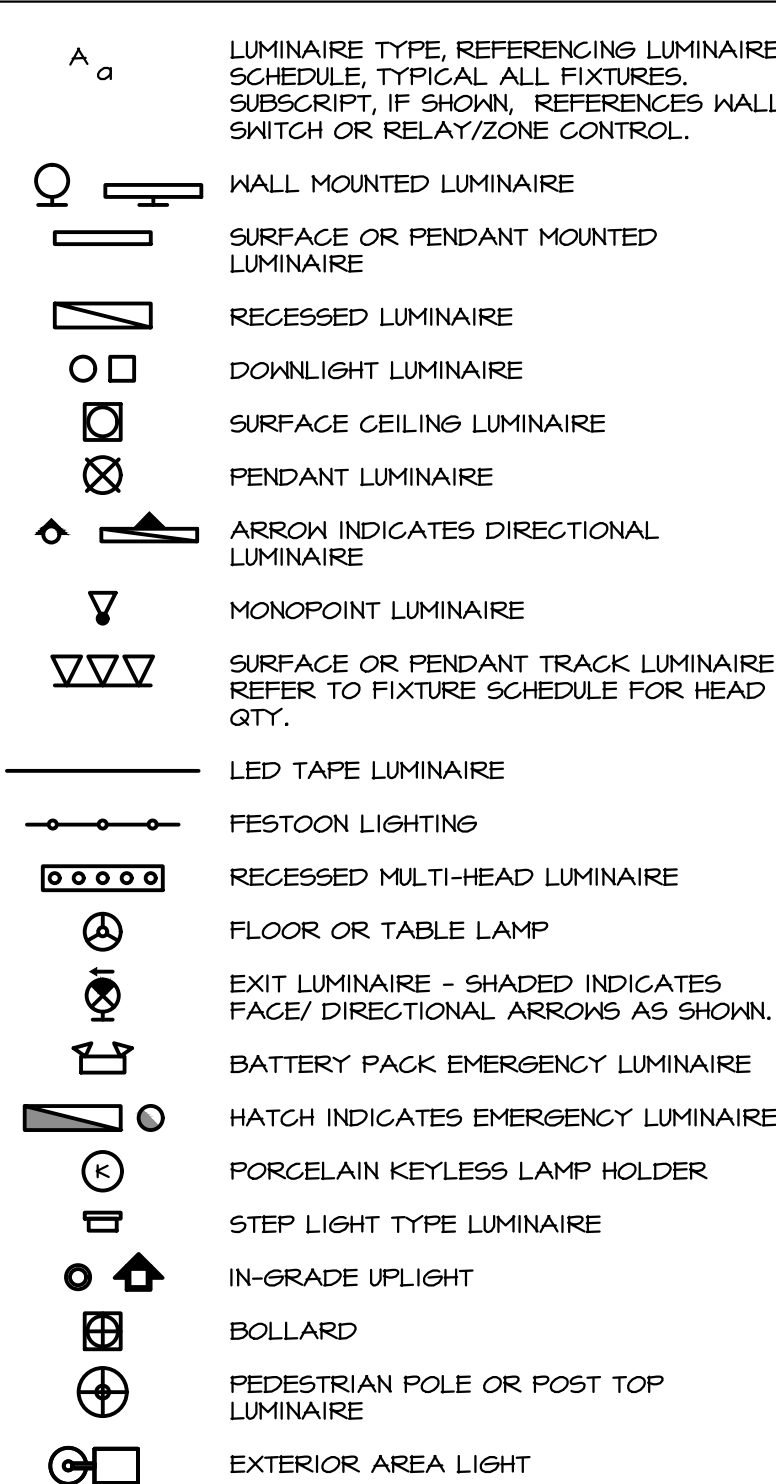 A a
LUMINAIRE TYPE, REFERENCING LUMINAIRE
SCHEDULE, TYPICAL ALL FIXTURES.
SUBSCRIPT, IF SHOWN, REFERENCES WALL
SWITCH OR RELAY/ZONE CONTROL.
WALL MOUNTED LUMINAIRE
SURFACE OR PENDANT MOUNTED
LUMINAIRE
RECESSED LUMINAIRE
DOWNLIGHT LUMINAIRE
SURFACE CEILING LUMINAIRE
PENDANT LUMINAIRE
ARROW INDICATES DIRECTIONAL
LUMINAIRE
MONOPOINT LUMINAIRE
SURFACE OR PENDANT TRACK LUMINAIRE
REFER TO FIXTURE SCHEDULE FOR HEAD
QTY.
LED TAPE LUMINAIRE
FESTOON LIGHTING
RECESSED MULTI-HEAD LUMINAIRE
FLOOR OR TABLE LAMP
EXIT LUMINAIRE - SHADED INDICATES
FACE/ DIRECTIONAL ARROWS AS SHOWN.
BATTERY PACK EMERGENCY LUMINAIRE
HATCH INDICATES EMERGENCY LUMINAIRE
K
PORCELAIN KEYLESS LAMP HOLDER
STEP LIGHT TYPE LUMINAIRE
IN-GRADE UPLIGHT
BOLLARD
PEDESTRIAN POLE OR POST TOP
LUMINAIRE
EXTERIOR AREA LIGHT